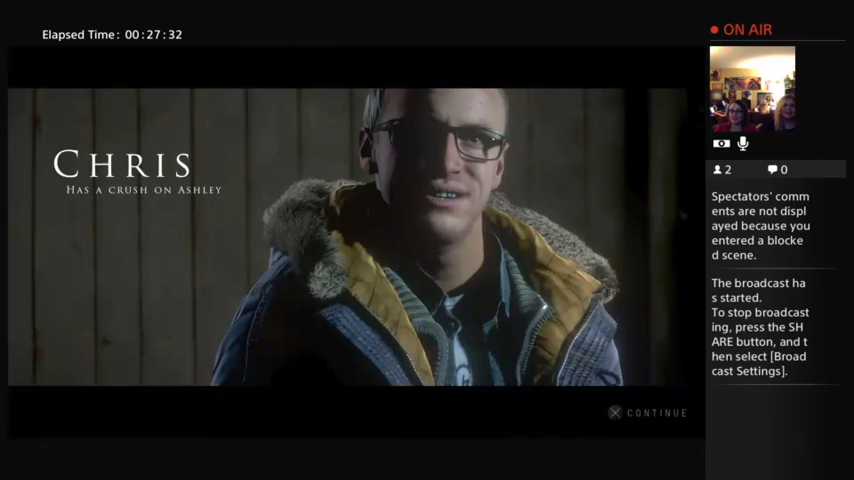 Elapsed Time: 00:27:32
ON AIR
CHRIS
HAS A CRUSH ON ASHLEY
2
0
Spectators' comm
ents are not displ
ayed because you
entered a blocke
d scene.
The broadcast ha
s started.
To stop broadcast
ing, press the SH
ARE button, and t
hen select [Broad
cast Settings].
CONTINUE